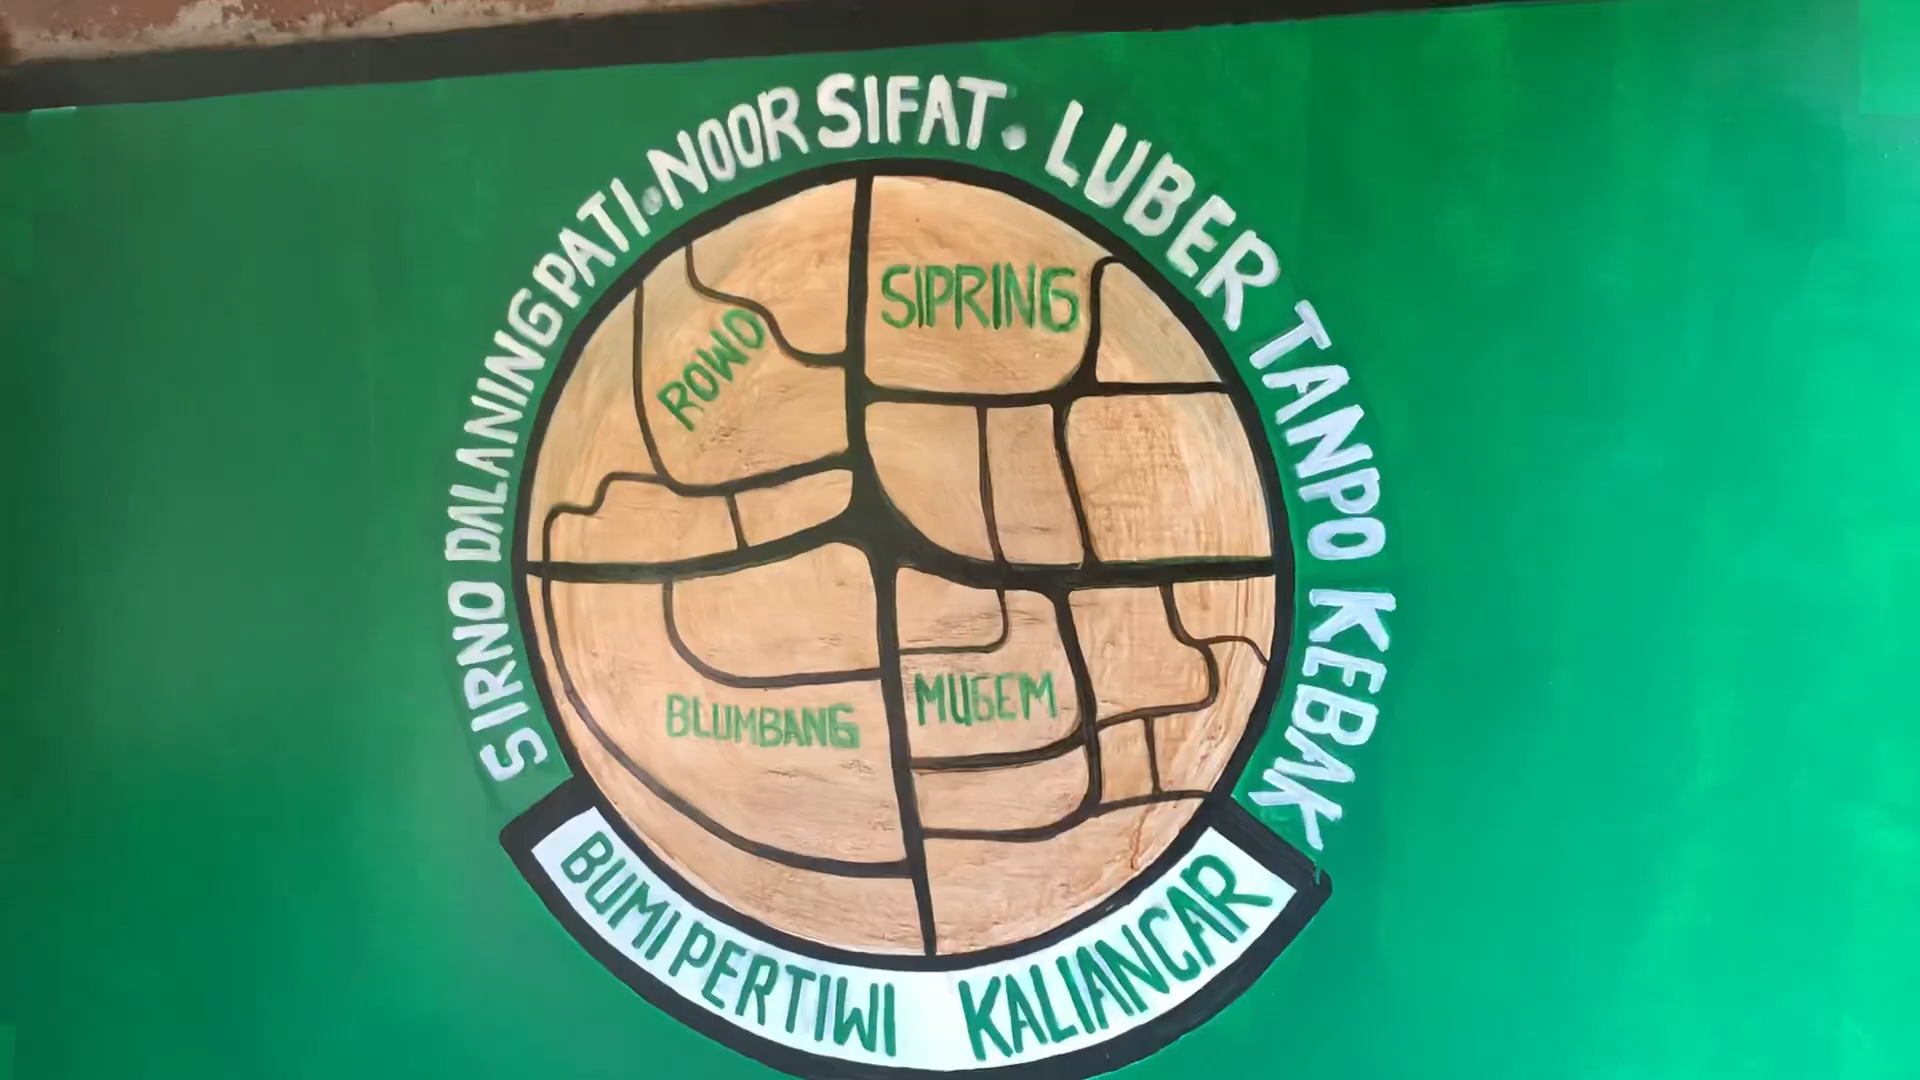 SIRNO DALANING PATI • NOOR SIFAT • LUBER TANPO KEBAK
SIPRING
ROWO
MUGEM
BLUMBANG
BUMI PERTIWI KALIANCAR